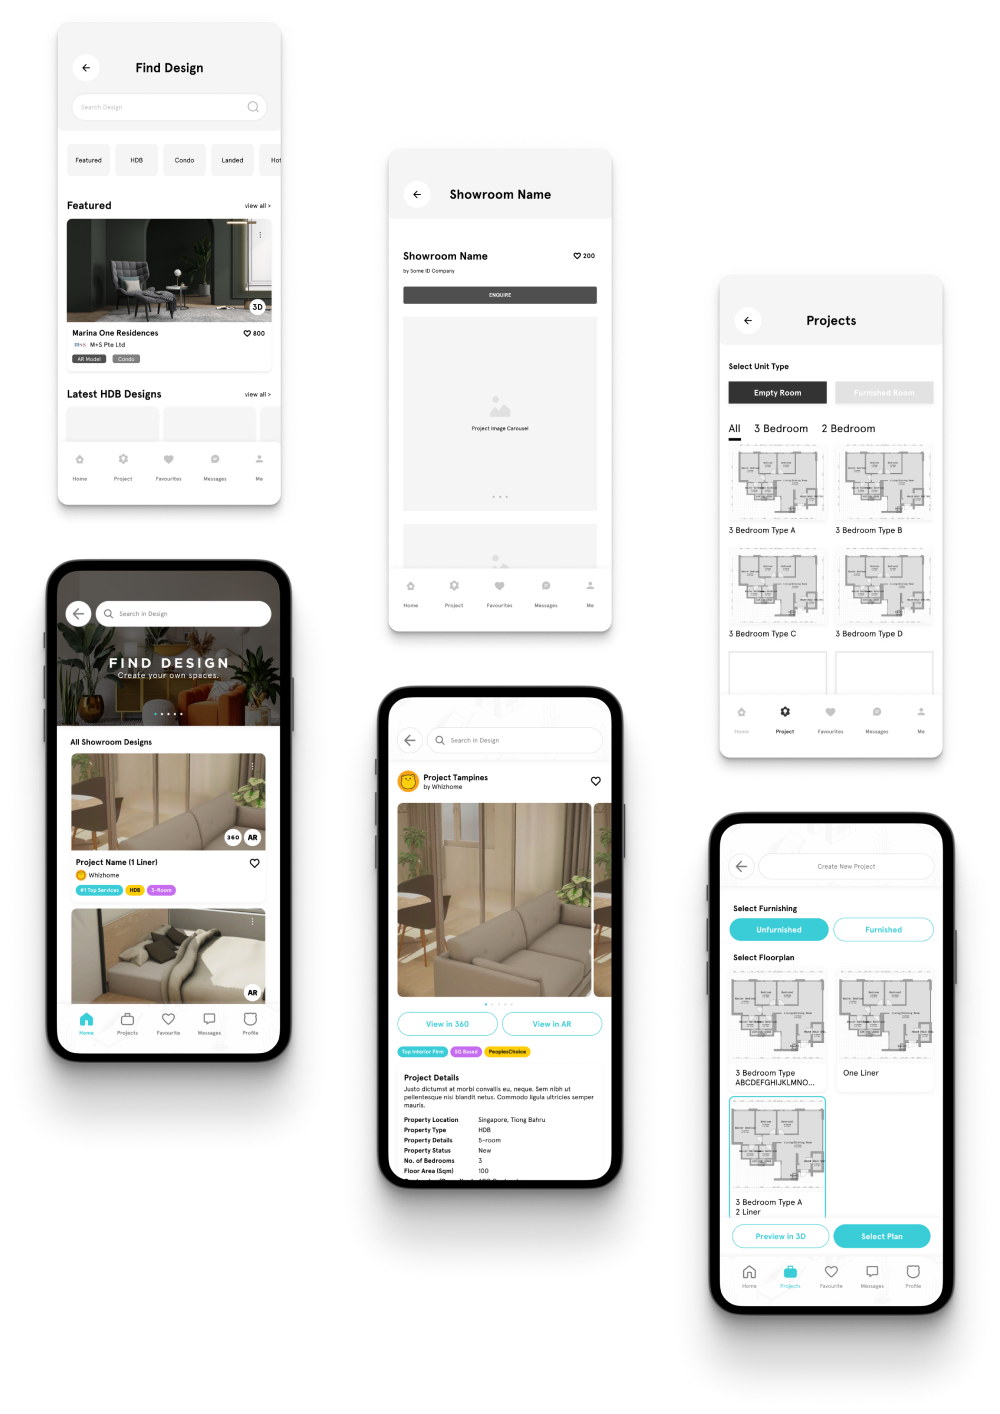 Find Design
Search Design
Featured
HDB
Condo
Landed
Hot
Featured
view all >
3D
Marina One Residences
800
M+S Pte Ltd
AR Model
Condo
Latest HDB Designs
view all >
Home
Project
Favourites
Messages
Me
Showroom Name
Showroom Name
200
by Some ID Company
ENQUIRE
Project Image Carousel
Home
Project
Favourites
Messages
Me
Projects
Select Unit Type
Empty Room
Furnished Room
All
3 Bedroom
2 Bedroom
3 Bedroom Type A
3 Bedroom Type B
3 Bedroom Type C
3 Bedroom Type D
Home
Project
Favourites
Messages
Me
Search in Design
FIND DESIGN
Create your own spaces.
All Showroom Designs
360
AR
Project Name (1 Liner)
Whizhome
#1 Top Services
HDB
3-Room
AR
Home
Projects
Favourite
Messages
Profile
Search in Design
Project Tampines
by Whizhome
View in 360
View in AR
Top Interior Firm
SG Based
PeoplesChoice
Project Details
Justo dictumst at morbi convallis eu, neque. Sem nibh ut
pellentesque nisi blandit netus. Commodo ligula ultricies semper
mauris.
Property Location Singapore, Tiong Bahru
Property Type HDB
Property Details 5-room
Property Status New
No. of Bedrooms 3
Floor Area (Sqm) 100
Create New Project
Select Furnishing
Unfurnished
Furnished
Select Floorplan
3 Bedroom Type
ABCDEFGHIJKLMNO...
One Liner
3 Bedroom Type A
2 Liner
Preview in 3D
Select Plan
Home
Projects
Favourite
Messages
Profile